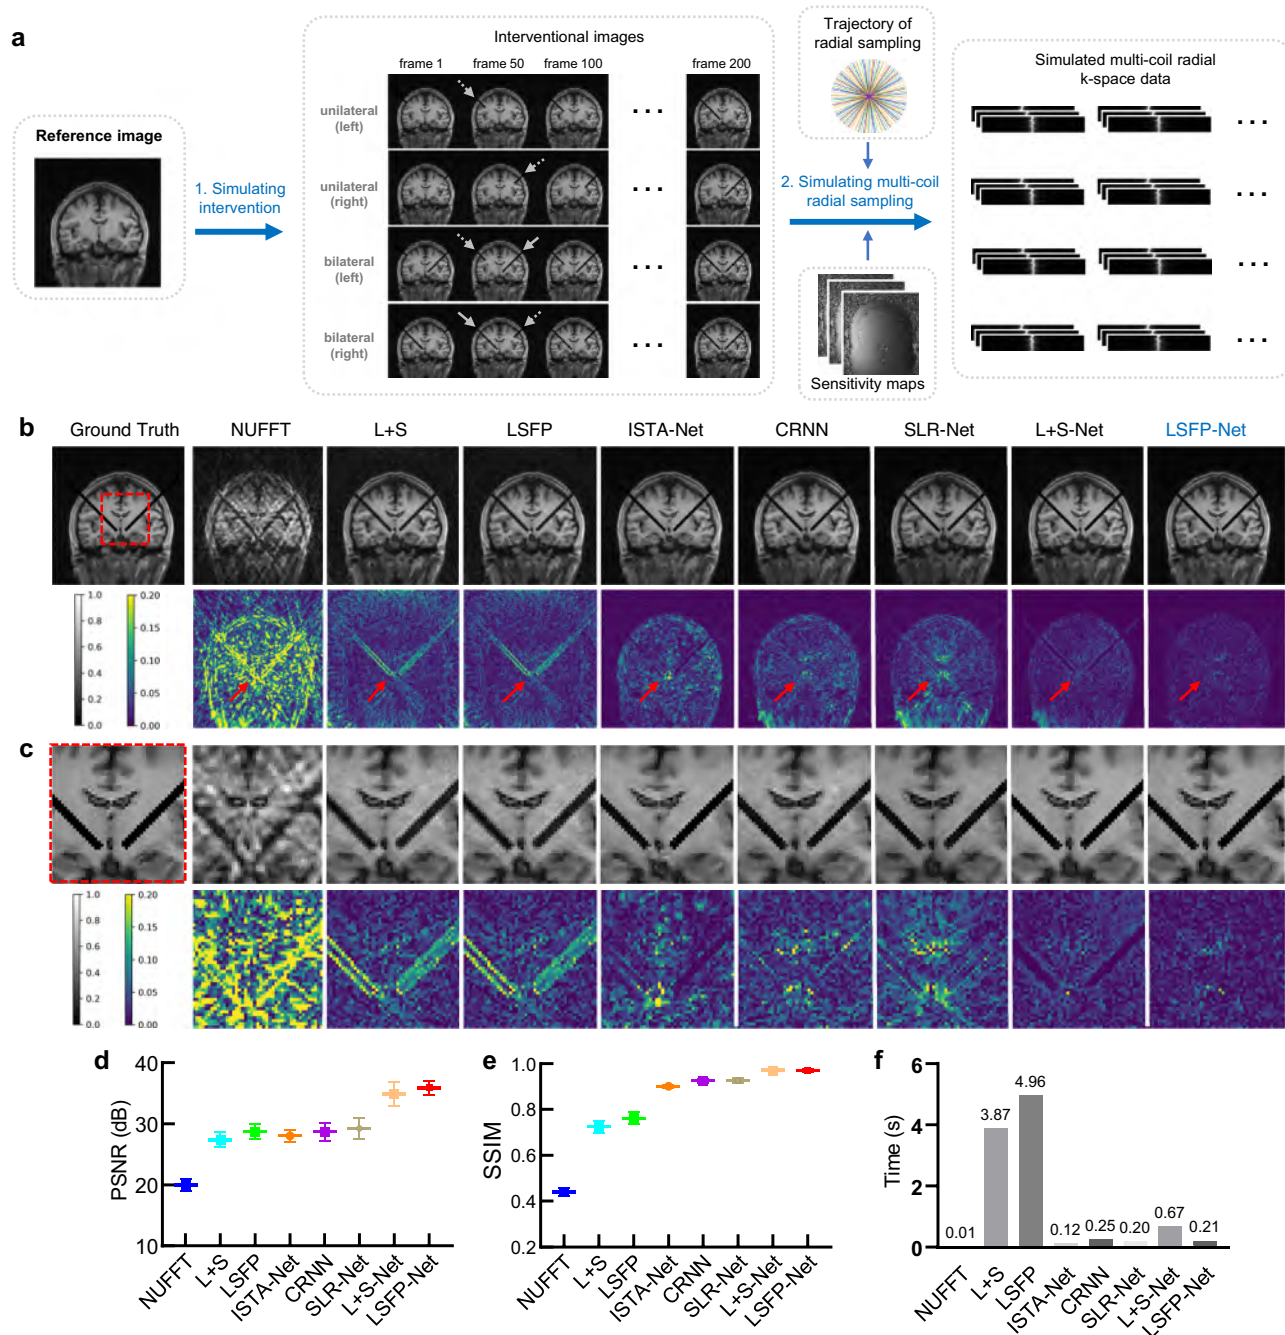 a
Reference image
1. Simulating
intervention
Interventional images
frame 1
frame 50
frame 100
frame 200
unilateral
(left)
unilateral
(right)
bilateral
(left)
bilateral
(right)
...
...
...
...
Trajectory of
radial sampling
2. Simulating multi-coil
radial sampling
Sensitivity maps
Simulated multi-coil radial
k-space data
...
...
...
...
b
Ground Truth
NUFFT
L+S
LSFP
ISTA-Net
CRNN
SLR-Net
L+S-Net
LSFP-Net
1.0
0.8
0.6
0.4
0.2
0.0
0.20
0.15
0.10
0.05
0.00
c
1.0
0.8
0.6
0.4
0.2
0.0
0.20
0.15
0.10
0.05
0.00
d
PSNR (dB)
40
30
20
10
NUFFT
L+S
LSFP
ISTA-Net
CRNN
SLR-Net
L+S-Net
LSFP-Net
e
SSIM
1.0
0.8
0.6
0.4
0.2
NUFFT
L+S
LSFP
ISTA-Net
CRNN
SLR-Net
L+S-Net
LSFP-Net
f
Time (s)
6
4
2
0
0.01
3.87
4.96
0.12
0.25
0.20
0.67
0.21
NUFFT
L+S
LSFP
ISTA-Net
CRNN
SLR-Net
L+S-Net
LSFP-Net